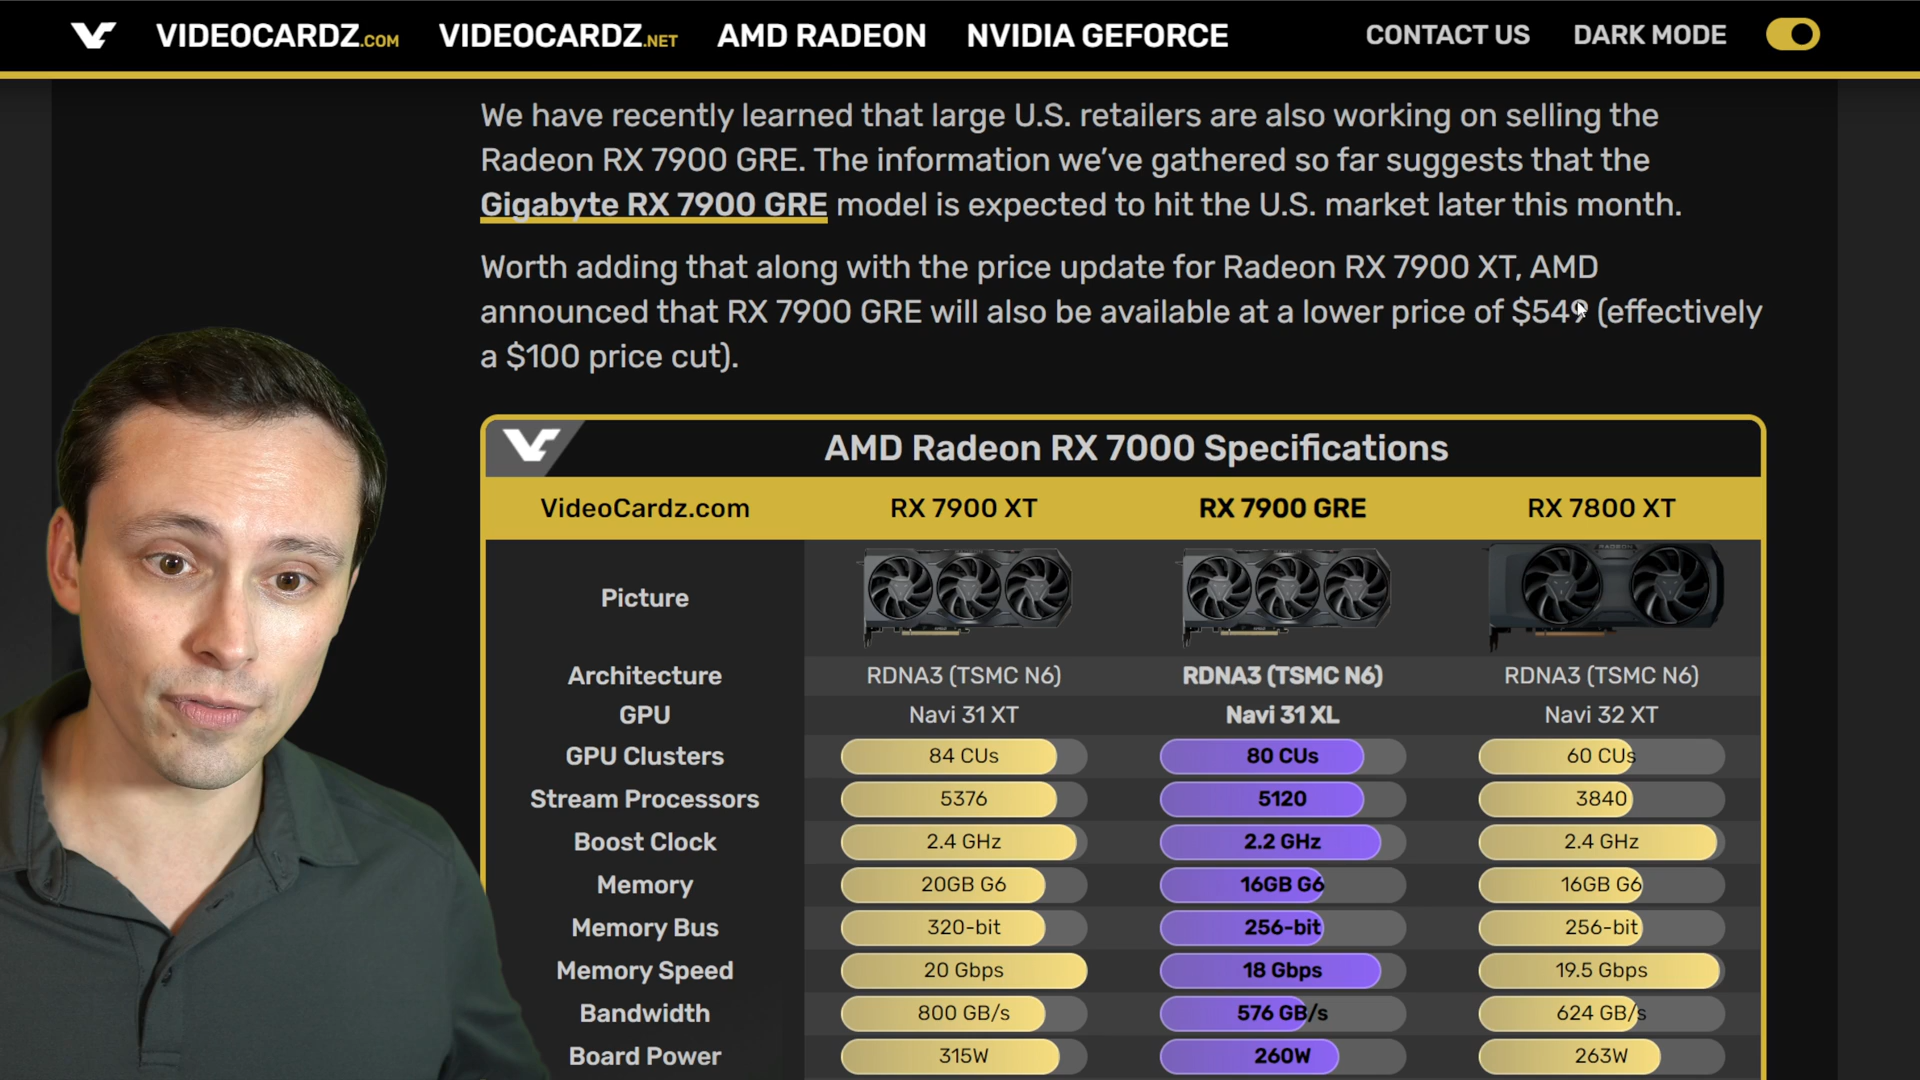 VIDEOCARDZ.COM VIDEOCARDZ.NET AMD RADEON NVIDIA GEFORCE CONTACT US DARK MODE
We have recently learned that large U.S. retailers are also working on selling the
Radeon RX 7900 GRE. The information we’ve gathered so far suggests that the
Gigabyte RX 7900 GRE model is expected to hit the U.S. market later this month.
Worth adding that along with the price update for Radeon RX 7900 XT, AMD
announced that RX 7900 GRE will also be available at a lower price of $549 (effectively
a $100 price cut).
AMD Radeon RX 7000 Specifications
VideoCardz.com RX 7900 XT RX 7900 GRE RX 7800 XT
Picture
Architecture RDNA3 (TSMC N6) RDNA3 (TSMC N6) RDNA3 (TSMC N6)
GPU Navi 31 XT Navi 31 XL Navi 32 XT
GPU Clusters 84 CUs 80 CUs 60 CUs
Stream Processors 5376 5120 3840
Boost Clock 2.4 GHz 2.2 GHz 2.4 GHz
Memory 20GB G6 16GB G6 16GB G6
Memory Bus 320-bit 256-bit 256-bit
Memory Speed 20 Gbps 18 Gbps 19.5 Gbps
Bandwidth 800 GB/s 576 GB/s 624 GB/s
Board Power 315W 260W 263W